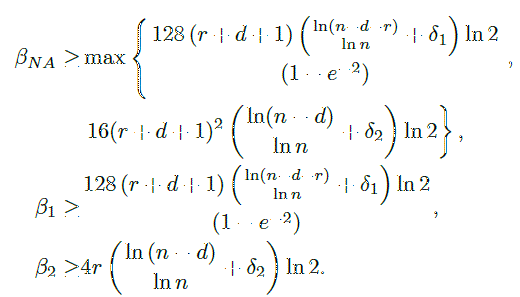 β_{NA} > max { 128 (r + d + 1) ( ln(n - d - r) / ln n + δ_1 ) ln 2 / (1 - e^{-2}) ,
16(r + d + 1)^2 ( ln(n - d) / ln n + δ_2 ) ln 2 } ,
β_1 > 128 (r + d + 1) ( ln(n - d - r) / ln n + δ_1 ) ln 2 / (1 - e^{-2}) ,
β_2 > 4r ( ln (n - d) / ln n + δ_2 ) ln 2.